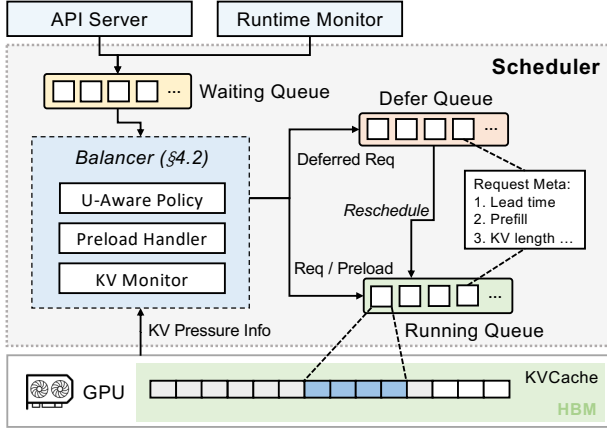 API Server
Runtime Monitor
Scheduler
...
Waiting Queue
Defer Queue
...
Balancer (§4.2)
Deferred Req
U-Aware Policy
Preload Handler
KV Monitor
Reschedule
Request Meta:
1. Lead time
2. Prefill
3. KV length ...
Req / Preload
...
Running Queue
KV Pressure Info
GPU
KVCache
HBM